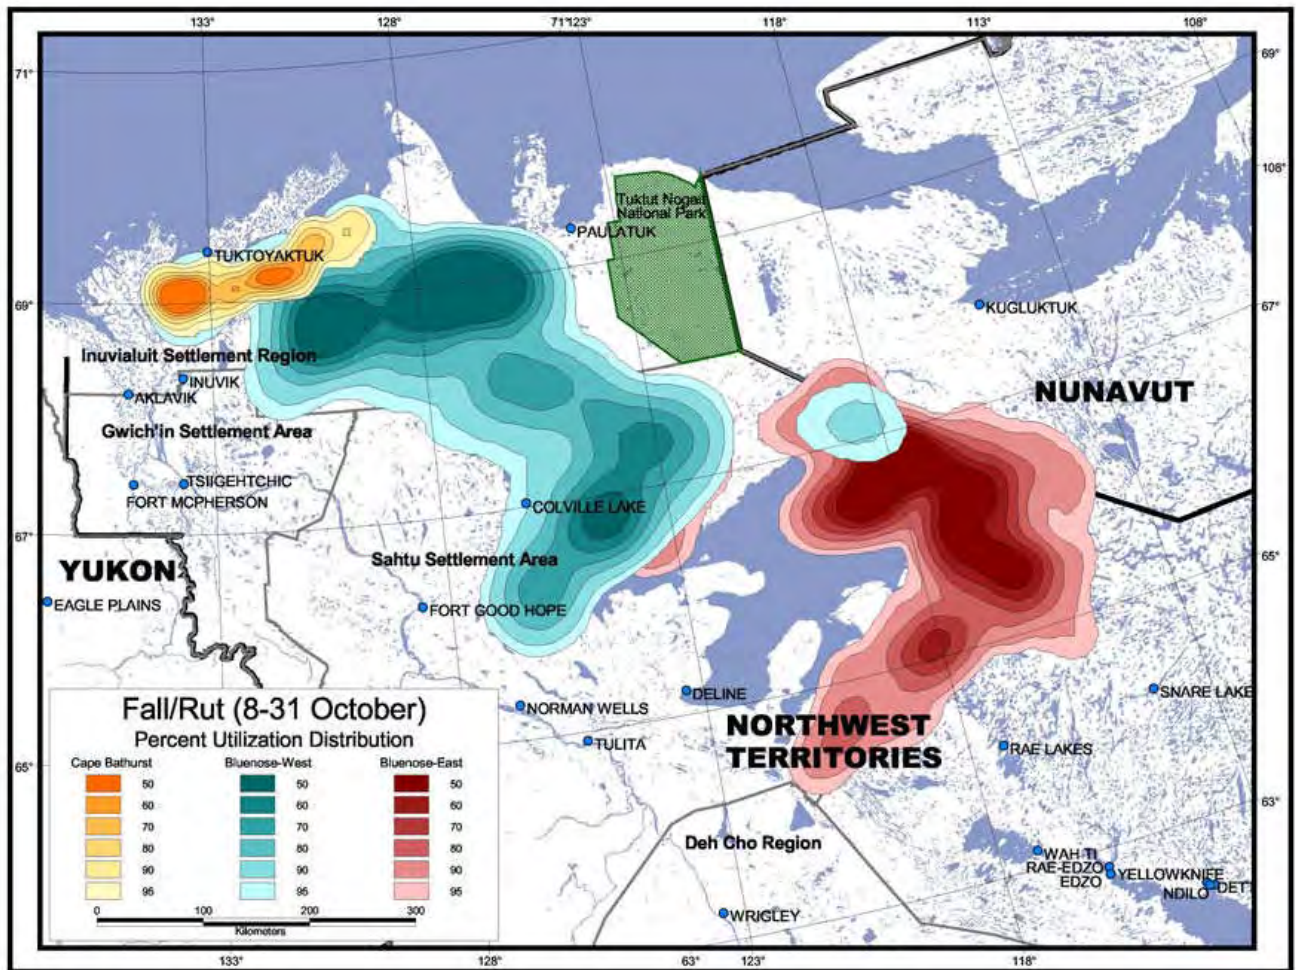 133°
128°
71°123°
118°
113°
108°
71°
69°
108°
Tuktut Nogait
National Park
PAULATUK
TUKTOYAKTUK
69°
67°
KUGLUKTUK
Inuvialuit Settlement Region
INUVIK
AKLAVIK
NUNAVUT
Gwich'in Settlement Area
TSIIGEHTCHIC
FORT MCPHERSON
COLVILLE LAKE
67°
65°
Sahtu Settlement Area
YUKON
EAGLE PLAINS
FORT GOOD HOPE
DELINE
SNARE LAKE
NORMAN WELLS
NORTHWEST
TERRITORIES
TULITA
RAE LAKES
65°
63°
Fall/Rut (8-31 October)
Percent Utilization Distribution
Cape Bathurst
Bluenose-West
Bluenose-East
50 50 50
60 60 60
70 70 70
80 80 80
90 90 90
95 95 95
0 100 200 300
Kilometers
Deh Cho Region
WAH TI
RAE-EDZO
EDZO
YELLOWKNIFE
NDILO
DET
WRIGLEY
133°
128°
63°
123°
118°